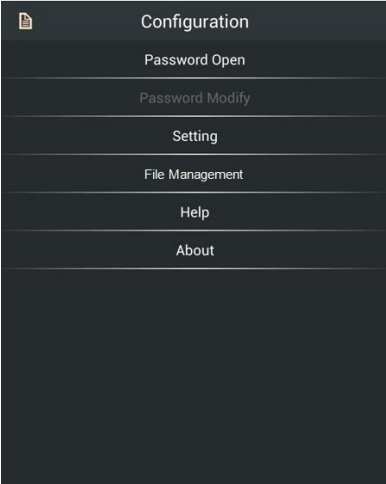 Configuration
Password Open
Password Modify
Setting
File Management
Help
About